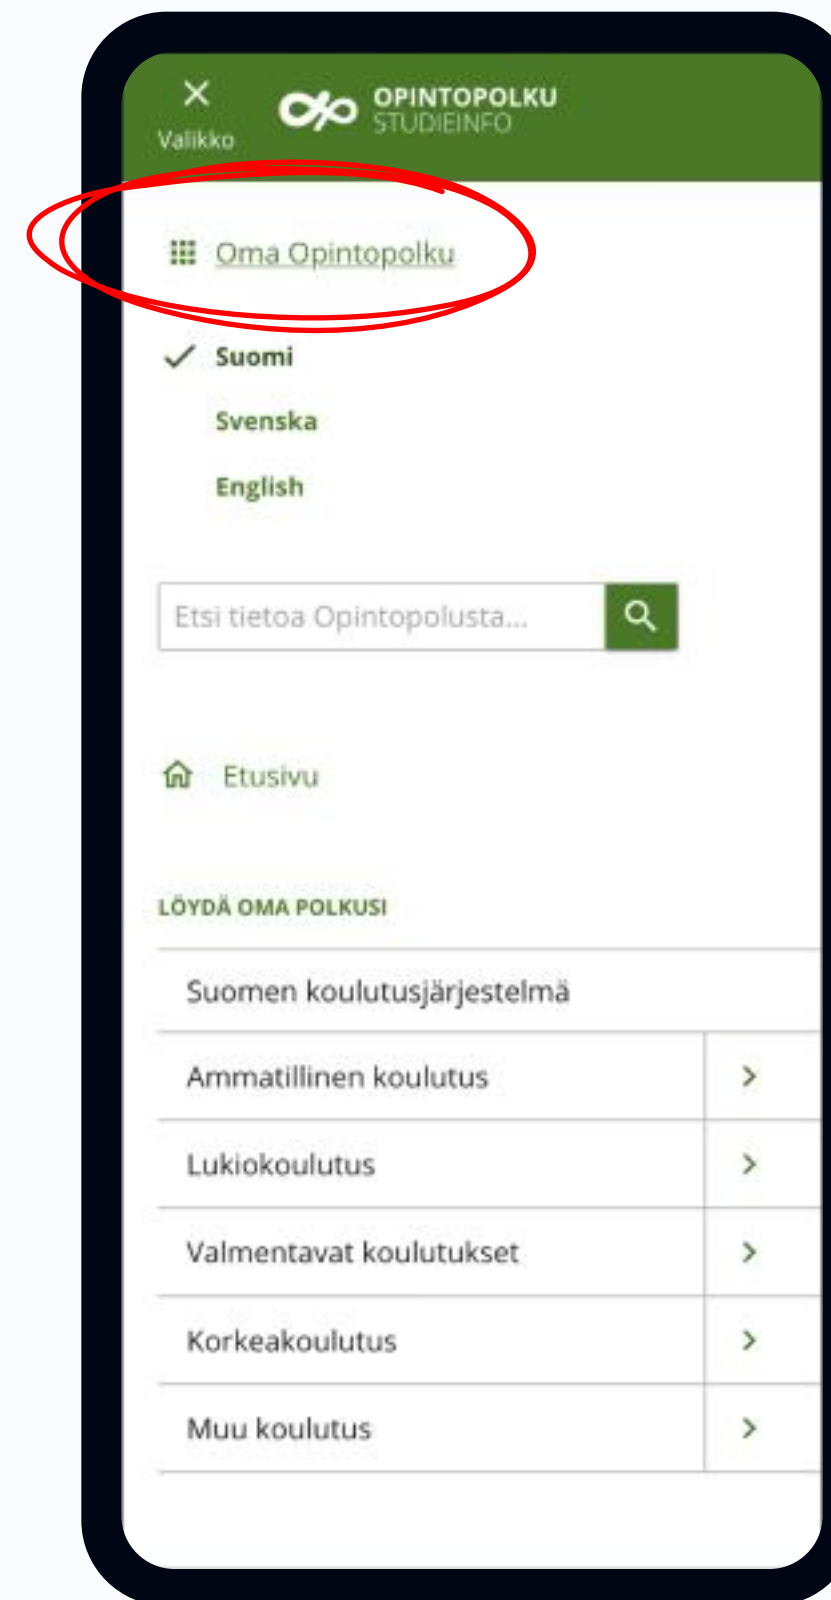 Valikko
OPINTOPOLKU
STUDIEINFO
Oma Opintopolku
Suomi
Svenska
English
Etsi tietoa Opintopolusta...
Etusivu
LÖYDÄ OMA POLKUSI
Suomen koulutusjärjestelmä
Ammatillinen koulutus
Lukiokoulutus
Valmentavat koulutukset
Korkeakoulutus
Muu koulutus